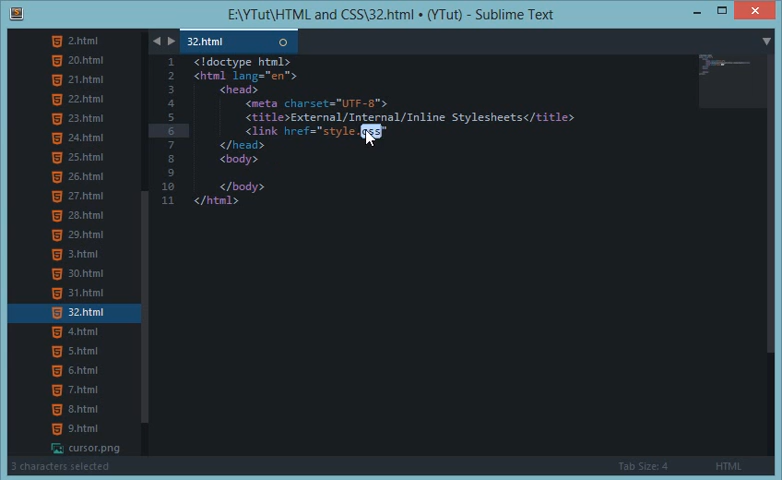 E:\YTut\HTML and CSS\32.html • (YTut) - Sublime Text
2.html
20.html
21.html
22.html
23.html
24.html
25.html
26.html
27.html
28.html
29.html
3.html
30.html
31.html
32.html
4.html
5.html
6.html
7.html
8.html
9.html
cursor.png
32.html
1 <!doctype html>
2 <html lang="en">
3 <head>
4 <meta charset="UTF-8">
5 <title>External/Internal/Inline Stylesheets</title>
6 <link href="style.css"
7 </head>
8 <body>
9
10 </body>
11 </html>
3 characters selected
Tab Size: 4
HTML